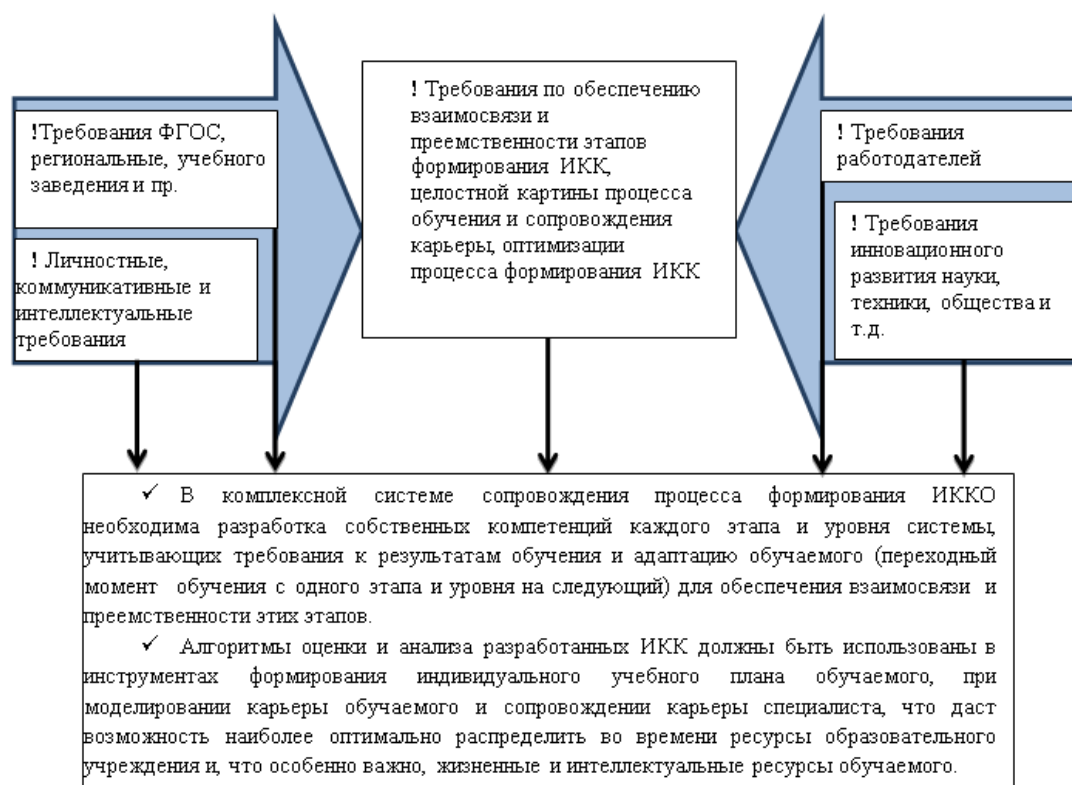 !Требования ФГОС,
региональные, учебного
заведения и пр.
! Личностные,
коммуникативные и
интеллектуальные
требования
! Требования по обеспечению
взаимосвязи и
преемственности этапов
формирования ИКК,
целостной картины процесса
обучения и сопровождения
карьеры, оптимизации
процесса формирования ИКК
! Требования
работодателей
! Требования
инновационного
развития науки,
техники, общества и
т.д.
✓ В комплексной системе сопровождения процесса формирования ИККО
необходима разработка собственных компетенций каждого этапа и уровня системы,
учитывающих требования к результатам обучения и адаптацию обучаемого (переходный
момент обучения с одного этапа и уровня на следующий) для обеспечения взаимосвязи и
преемственности этих этапов.
✓ Алгоритмы оценки и анализа разработанных ИКК должны быть использованы в
инструментах формирования индивидуального учебного плана обучаемого, при
моделировании карьеры обучаемого и сопровождении карьеры специалиста, что даст
возможность наиболее оптимально распределить во времени ресурсы образовательного
учреждения и, что особенно важно, жизненные и интеллектуальные ресурсы обучаемого.